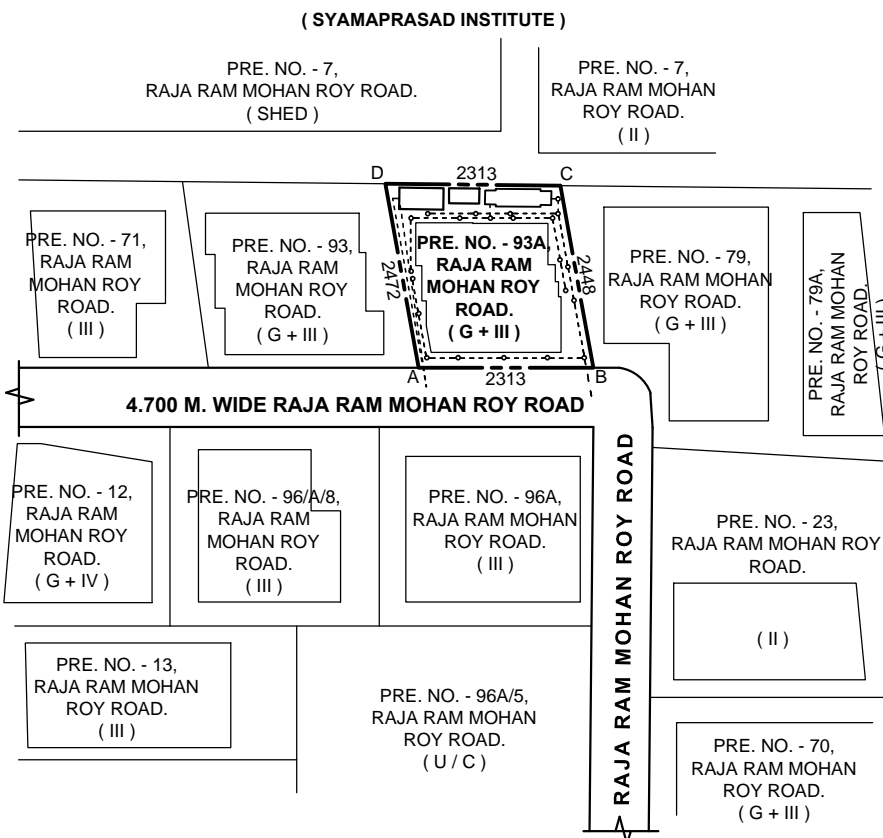 ( SYAMAPRASAD INSTITUTE )
PRE. NO. - 7,
RAJA RAM MOHAN ROY ROAD.
( SHED )
PRE. NO. - 7,
RAJA RAM MOHAN
ROY ROAD.
( II )
D
2313
C
PRE. NO. - 71,
RAJA RAM
MOHAN ROY
ROAD.
( III )
PRE. NO. - 93,
RAJA RAM
MOHAN ROY
ROAD.
( G + III )
2472
PRE. NO. - 93A,
RAJA RAM
MOHAN ROY
ROAD.
( G + III )
2448
PRE. NO. - 79,
RAJA RAM MOHAN
ROY ROAD.
( G + III )
PRE. NO. - 79A,
RAJA RAM MOHAN
ROY ROAD.
( G + III )
A
2313
B
4.700 M. WIDE RAJA RAM MOHAN ROY ROAD
RAJA RAM MOHAN ROY ROAD
PRE. NO. - 12,
RAJA RAM
MOHAN ROY
ROAD.
( G + IV )
PRE. NO. - 96/A/8,
RAJA RAM
MOHAN ROY
ROAD.
( III )
PRE. NO. - 96A,
RAJA RAM MOHAN
ROY ROAD.
( III )
PRE. NO. - 23,
RAJA RAM MOHAN ROY
ROAD.
( II )
PRE. NO. - 13,
RAJA RAM MOHAN
ROY ROAD.
( III )
PRE. NO. - 96A/5,
RAJA RAM MOHAN
ROY ROAD.
( U / C )
PRE. NO. - 70,
RAJA RAM MOHAN
ROY ROAD.
( G + III )